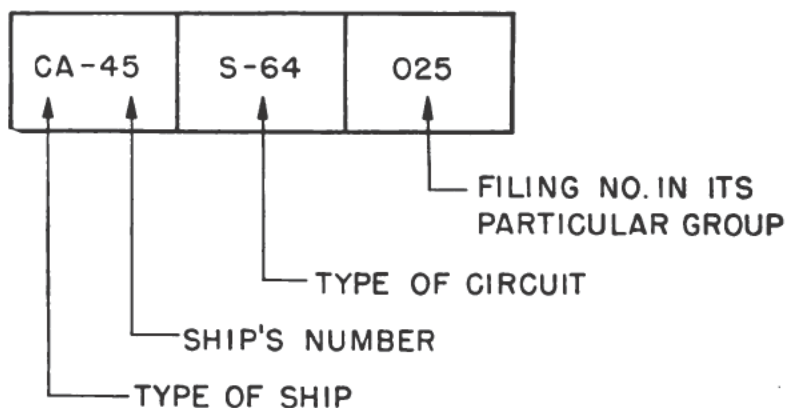 CA-45 S-64 025
FILING NO. IN ITS
PARTICULAR GROUP
TYPE OF CIRCUIT
SHIP'S NUMBER
TYPE OF SHIP